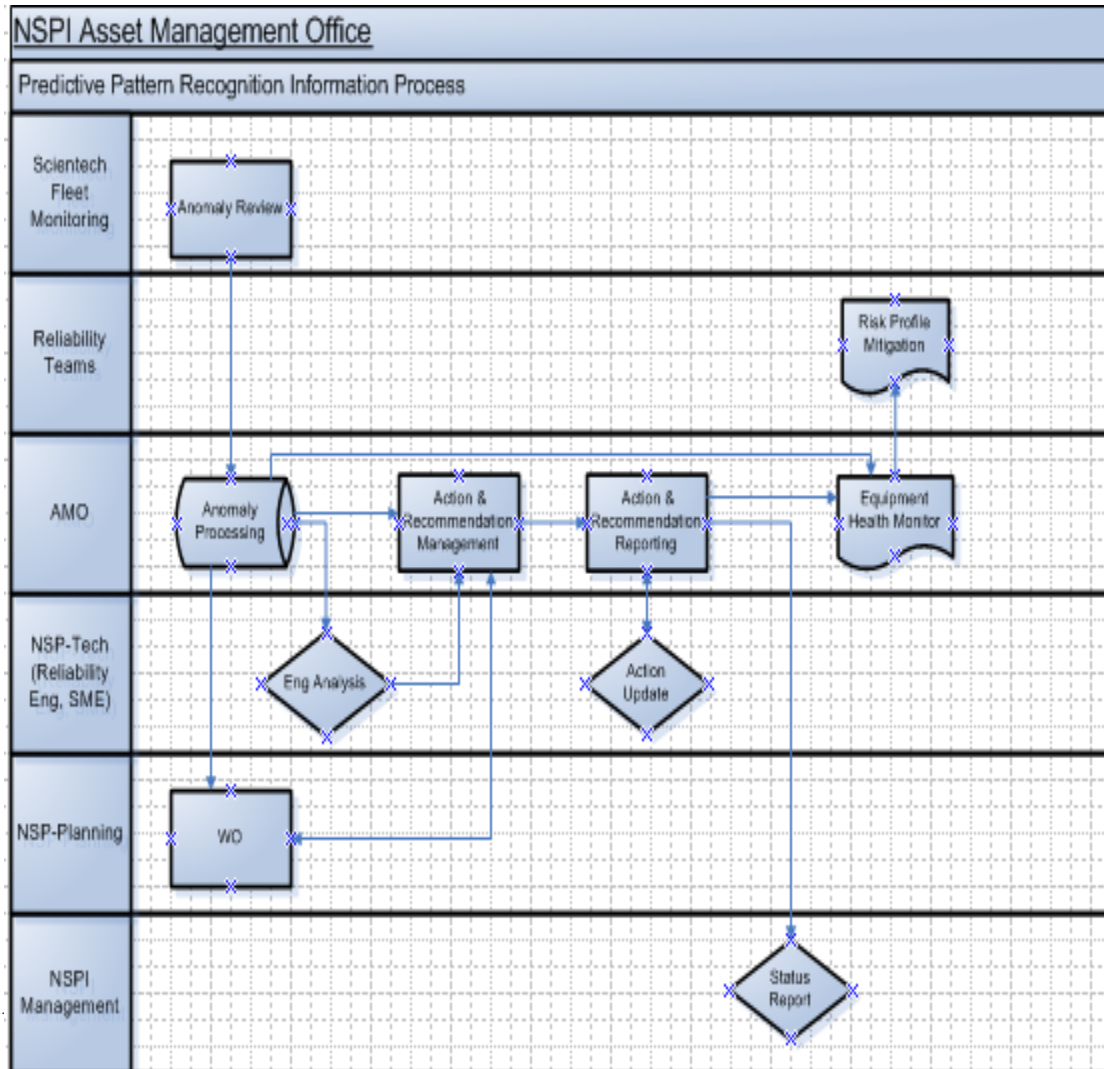 NSPI Asset Management Office
Predictive Pattern Recognition Information Process
Scientech
Fleet
Monitoring
Anomaly Review
Reliability
Teams
Risk Profile
Mitigation
AMO
Anomaly
Processing
Action &
Recommendation
Management
Action &
Recommendation
Reporting
Equipment
Health Monitor
NSP-Tech
(Reliability
Eng, SME)
Eng Analysis
Action
Update
NSP-Planning
WO
NSPI
Management
Status
Report